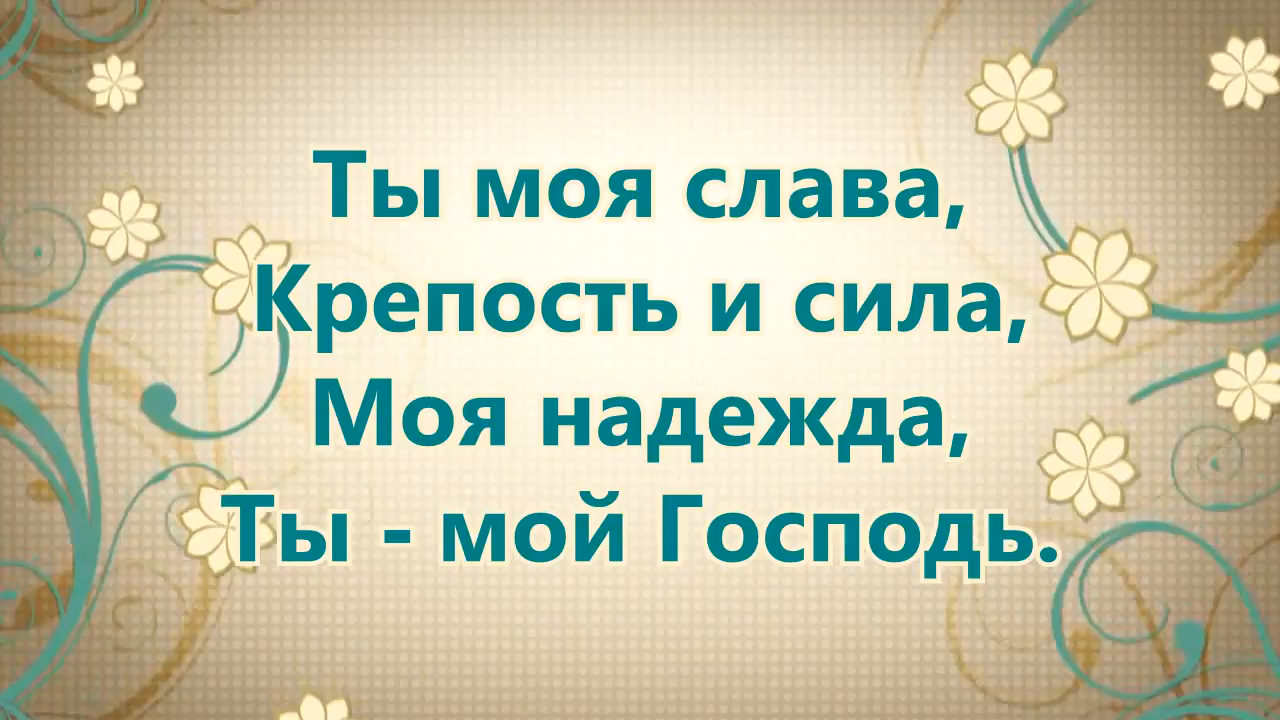 Ты моя слава,
Крепость и сила,
Моя надежда,
Ты - мой Господь.